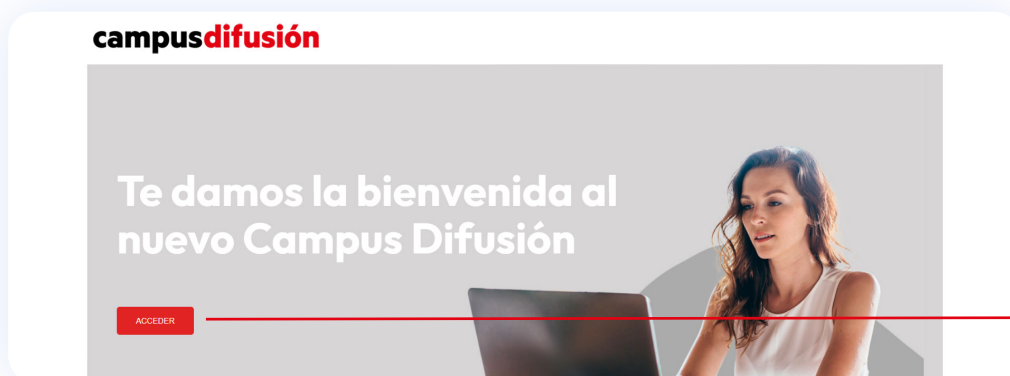 campusdifusión
Te damos la bienvenida al
nuevo Campus Difusión
ACCEDER